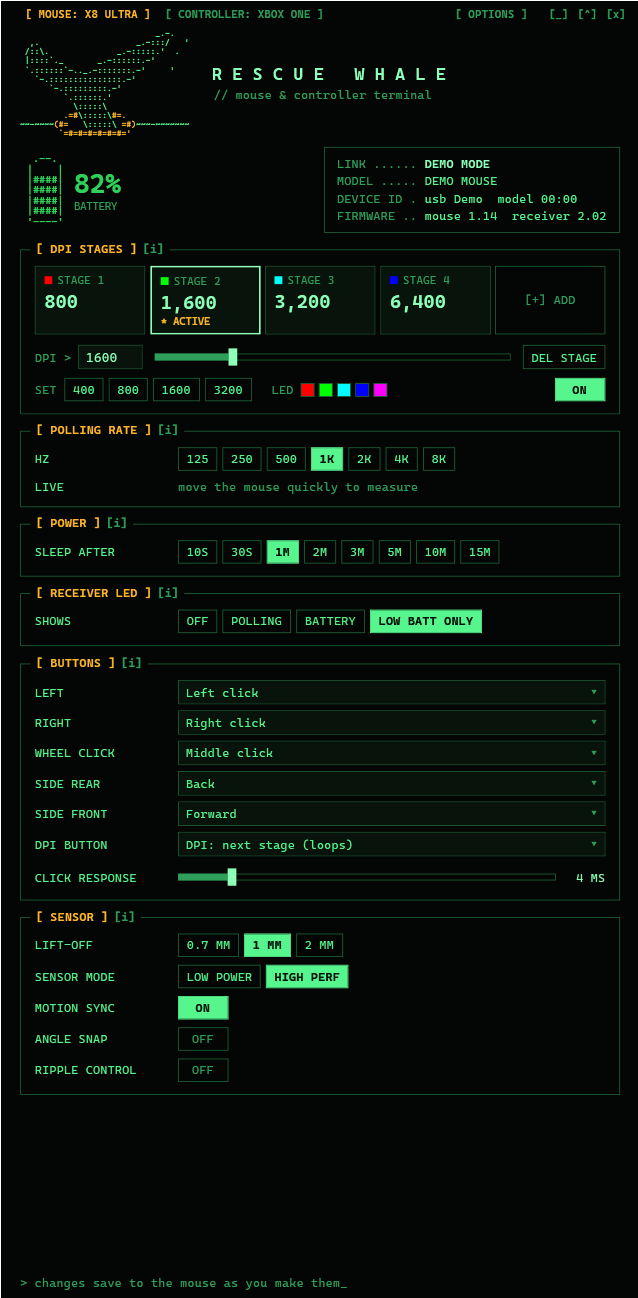 [ MOUSE: X8 ULTRA ] [ CONTROLLER: XBOX ONE ] [ OPTIONS ] [_] [^] [x]
RESCUE WHALE
// mouse & controller terminal
82%
BATTERY
LINK ...... DEMO MODE
MODEL ..... DEMO MOUSE
DEVICE ID . usb Demo  model 00:00
FIRMWARE .. mouse 1.14  receiver 2.02
[ DPI STAGES ] [i]
STAGE 1
800
STAGE 2
1,600
★ ACTIVE
STAGE 3
3,200
STAGE 4
6,400
[+] ADD
DPI > 1600 DEL STAGE
SET 400 800 1600 3200 LED ON
[ POLLING RATE ] [i]
HZ 125 250 500 1K 2K 4K 8K
LIVE move the mouse quickly to measure
[ POWER ] [i]
SLEEP AFTER 10S 30S 1M 2M 3M 5M 10M 15M
[ RECEIVER LED ] [i]
SHOWS OFF POLLING BATTERY LOW BATT ONLY
[ BUTTONS ] [i]
LEFT Left click
RIGHT Right click
WHEEL CLICK Middle click
SIDE REAR Back
SIDE FRONT Forward
DPI BUTTON DPI: next stage (loops)
CLICK RESPONSE 4 MS
[ SENSOR ] [i]
LIFT-OFF 0.7 MM 1 MM 2 MM
SENSOR MODE LOW POWER HIGH PERF
MOTION SYNC ON
ANGLE SNAP OFF
RIPPLE CONTROL OFF
> changes save to the mouse as you make them_